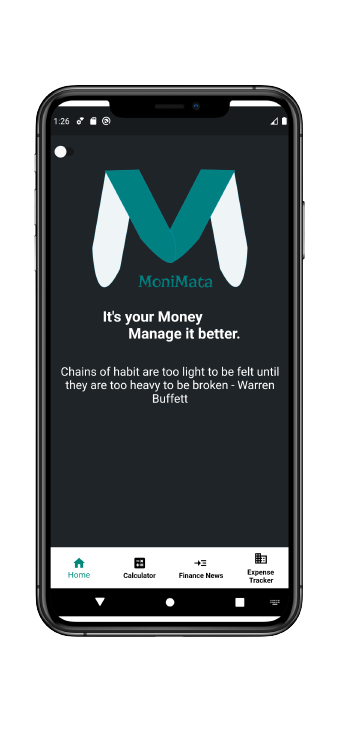 1:26
MoniMata
It's your Money
Manage it better.
Chains of habit are too light to be felt until
they are too heavy to be broken - Warren
Buffett
Home
Calculator
Finance News
Expense
Tracker